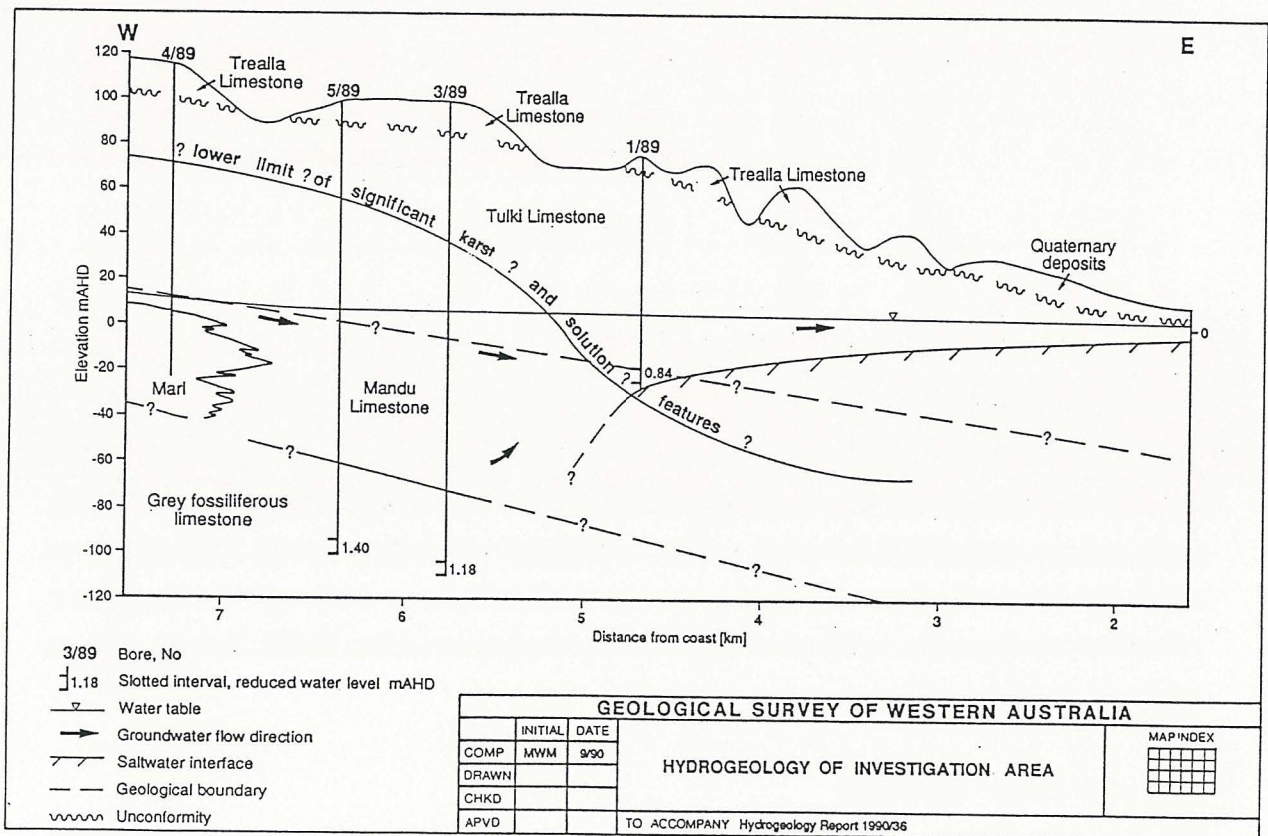 W
E
4/89
Trealla
Limestone
5/89
3/89
Trealla
Limestone
1/89
Trealla Limestone
Quaternary
deposits
? lower limit ? of significant karst ? and solution ? features ?
Tulki Limestone
Elevation mAHD
120
100
80
60
40
20
0
-20
-40
-60
-80
-100
-120
0
?
0.84
?
?
Marl
Mandu
Limestone
?
?
?
Grey fossiliferous
limestone
?
?
1.40
1.18
7
6
5
4
3
2
Distance from coast [km]
3/89 Bore, No
1.18 Slotted interval, reduced water level mAHD
Water table
Groundwater flow direction
Saltwater interface
Geological boundary
Unconformity
GEOLOGICAL SURVEY OF WESTERN AUSTRALIA
INITIAL DATE
COMP MWM 9/90
DRAWN
CHKD
APVD
HYDROGEOLOGY OF INVESTIGATION AREA
MAP INDEX
TO ACCOMPANY Hydrogeology Report 1990/36